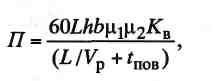 П = 60Lhbμ₁μ₂Kв / (L/Vр + tпов),